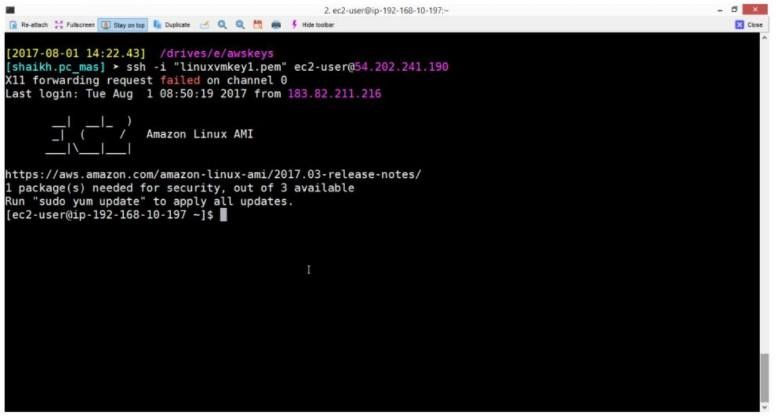 2. ec2-user@ip-192-168-10-197:~
Re-attach Fullscreen Stay on top Duplicate Hide toolbar Close
[2017-08-01 14:22.43] /drives/e/awskeys
[shaikh.pc_mas] ➤ ssh -i "linuxvmkey1.pem" ec2-user@54.202.241.190
X11 forwarding request failed on channel 0
Last login: Tue Aug 1 08:50:19 2017 from 183.82.211.216
__| __|_ )
_| ( / Amazon Linux AMI
___|\___|___|
https://aws.amazon.com/amazon-linux-ami/2017.03-release-notes/
1 package(s) needed for security, out of 3 available
Run "sudo yum update" to apply all updates.
[ec2-user@ip-192-168-10-197 ~]$